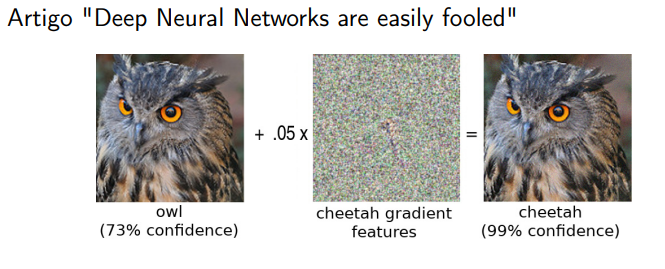 Artigo "Deep Neural Networks are easily fooled"
+ .05 x
=
owl
(73% confidence)
cheetah gradient
features
cheetah
(99% confidence)